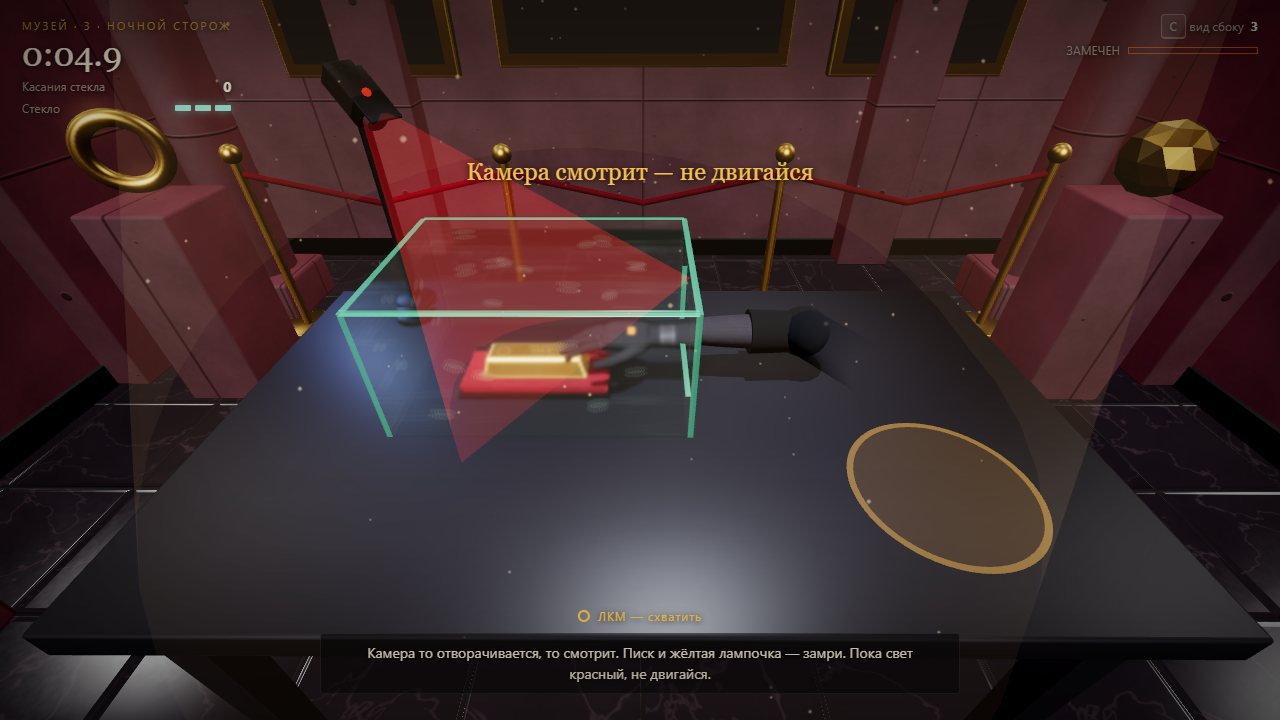 МУЗЕЙ · 3 · НОЧНОЙ СТОРОЖ
0:04.9
Касания стекла 0
Стекло
C вид сбоку 3
ЗАМЕЧЕН
Камера смотрит — не двигайся
ЛКМ — схватить
Камера то отворачивается, то смотрит. Писк и жёлтая лампочка — замри. Пока свет
красный, не двигайся.